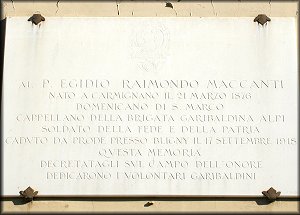 AL P. EGIDIO RAIMONDO MACCANTI
NATO A CARMIGNANO IL 21 MARZO 1876
DOMENICANO DI S. MARCO
CAPPELLANO DELLA BRIGATA GARIBALDINA ALPI
SOLDATO DELLA FEDE E DELLA PATRIA
CADUTO DA PRODE PRESSO BLIGNY IL 17 SETTEMBRE 1918
QUESTA MEMORIA
DECRETATAGLI SUL CAMPO DELL'ONORE
DEDICARONO I VOLONTARI GARIBALDINI